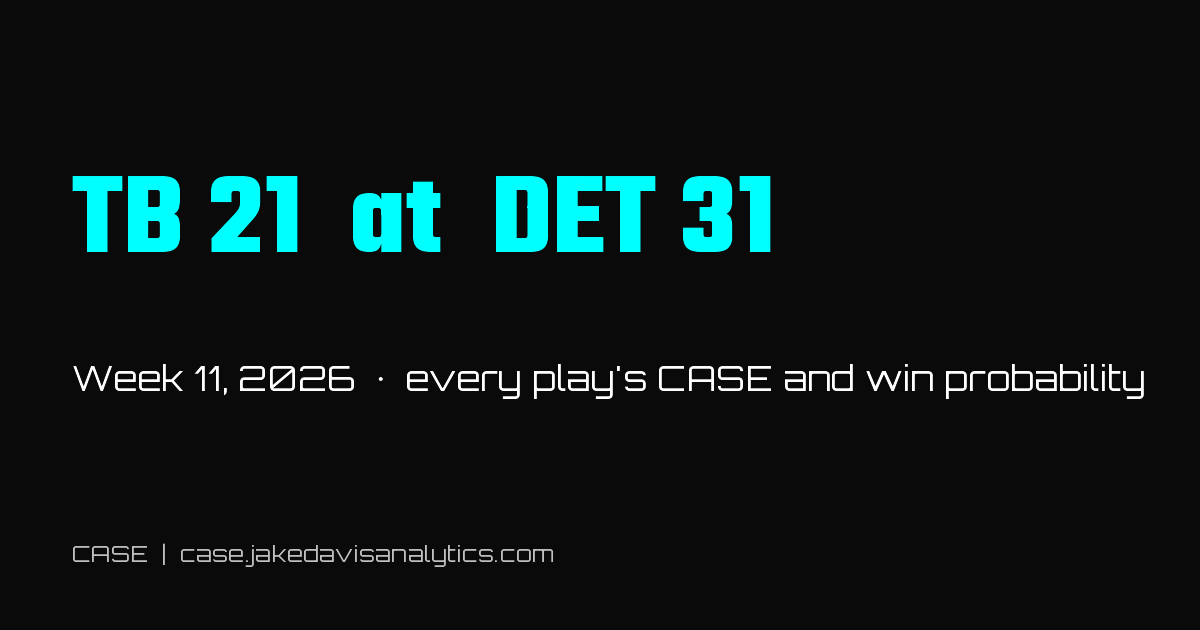 TB 21 at DET 31
Week 11, 2026 · every play's CASE and win probability
CASE | case.jakedavisanalytics.com